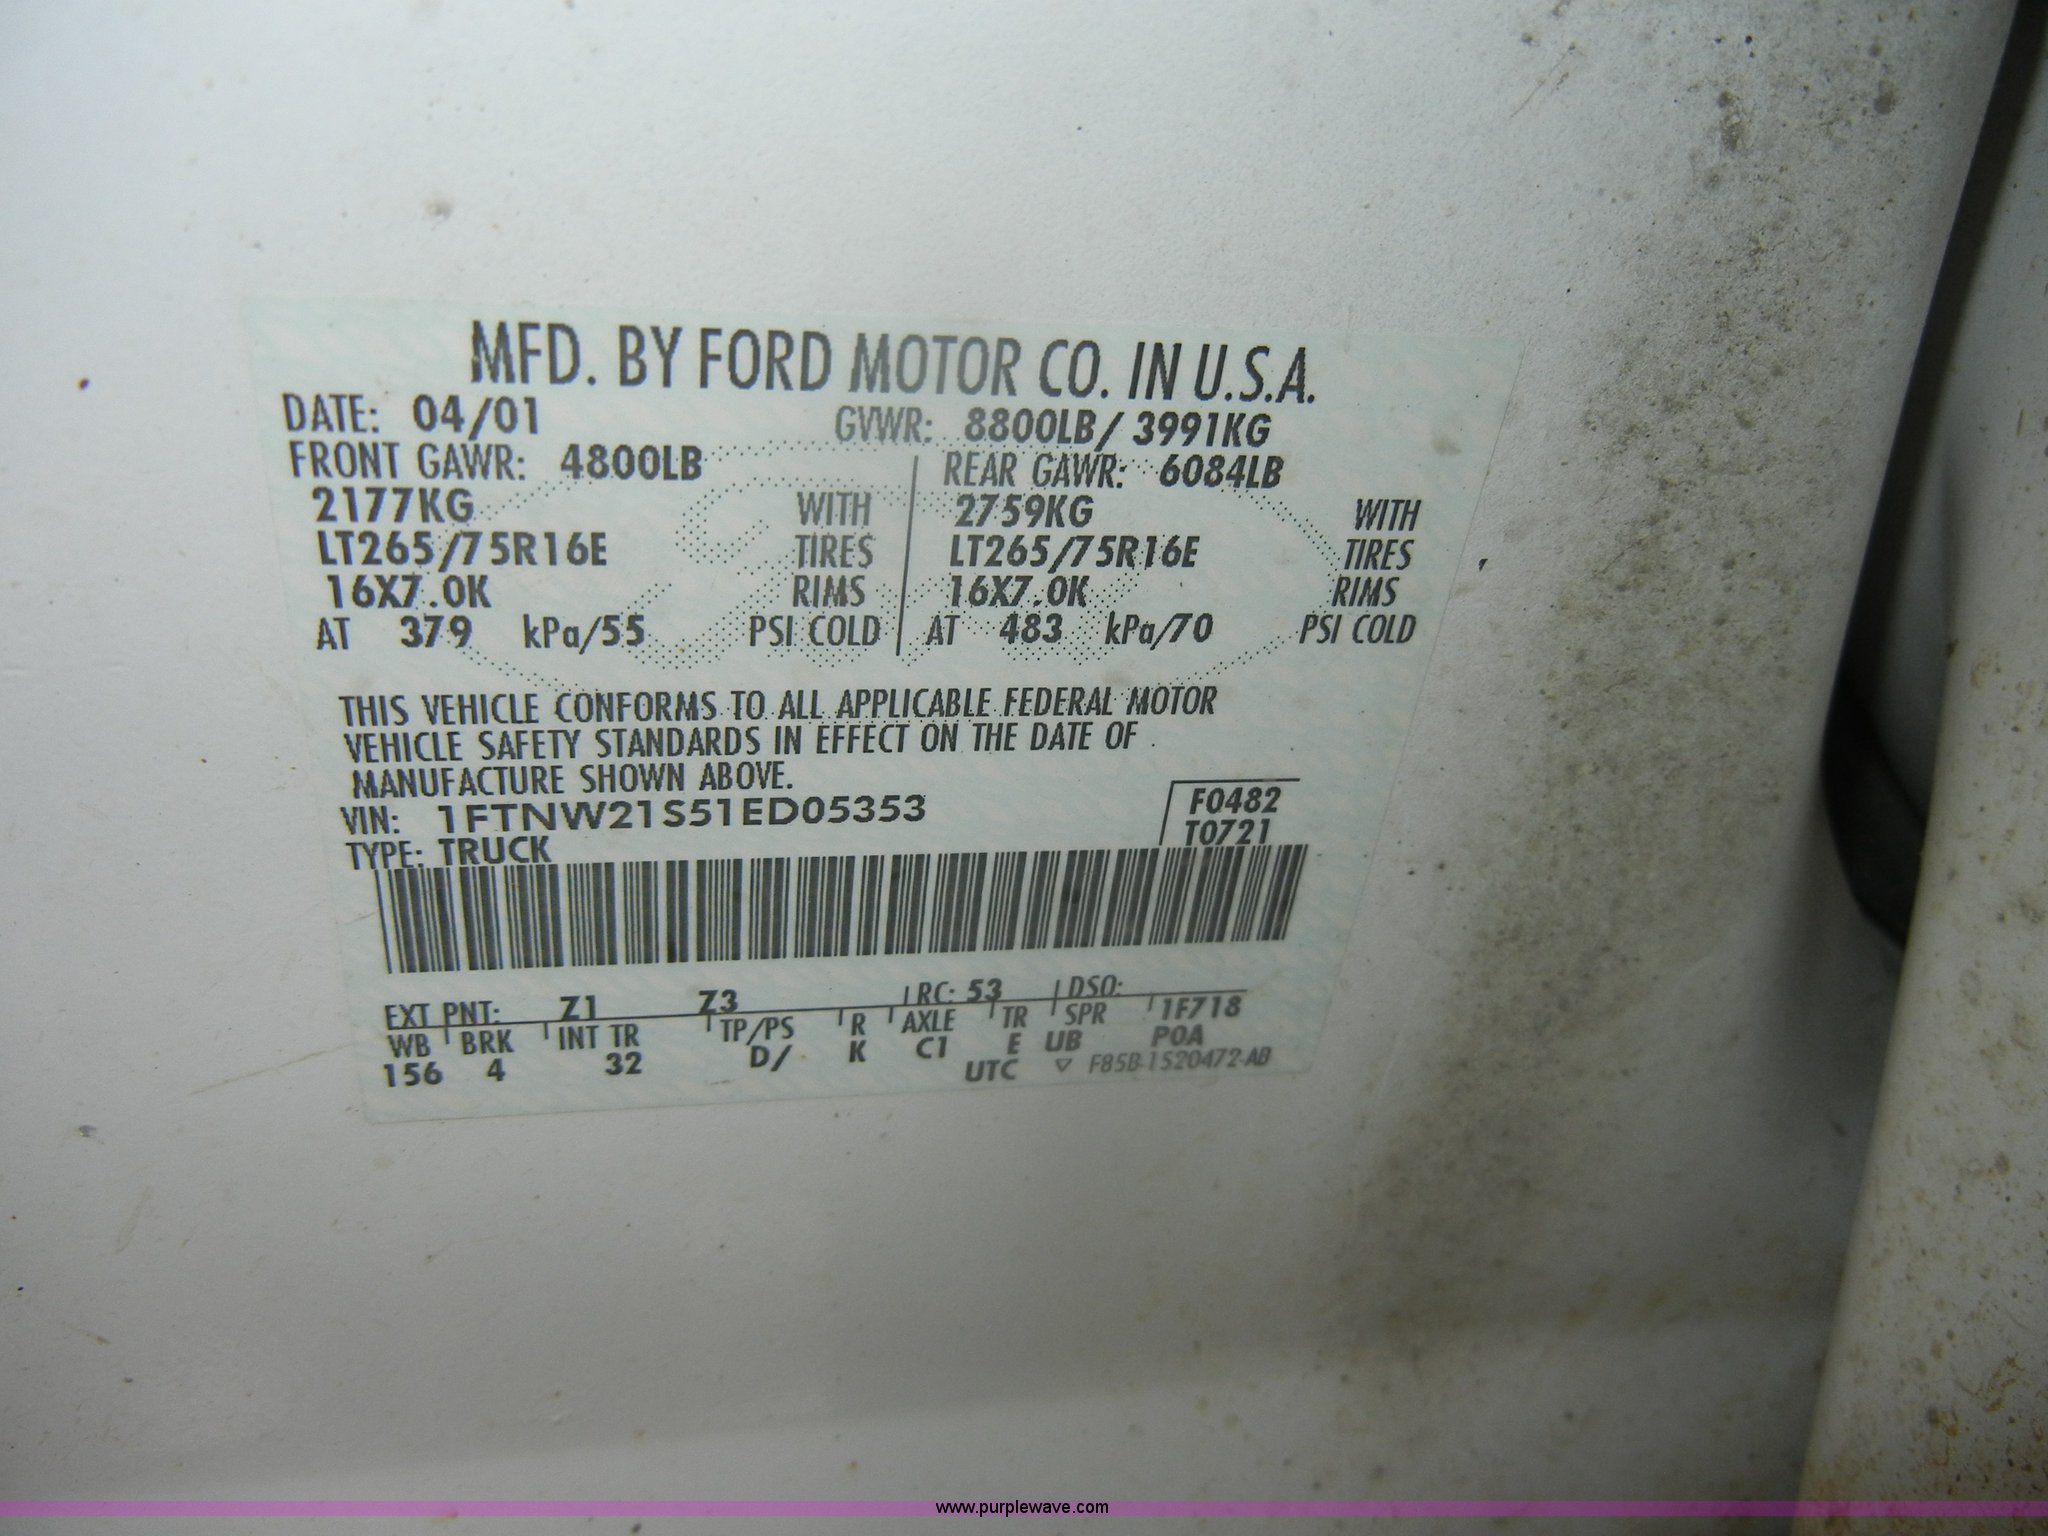 MFD. BY FORD MOTOR CO. IN U.S.A.
DATE: 04/01 GVWR: 8800LB/ 3991KG
FRONT GAWR: 4800LB REAR GAWR: 6084LB
2177KG WITH 2759KG WITH
LT265/75R16E TIRES LT265/75R16E TIRES
16X7.0K RIMS 16X7.0K RIMS
AT 379 kPa/55 PSI COLD AT 483 kPa/70 PSI COLD
THIS VEHICLE CONFORMS TO ALL APPLICABLE FEDERAL MOTOR
VEHICLE SAFETY STANDARDS IN EFFECT ON THE DATE OF
MANUFACTURE SHOWN ABOVE.
VIN: 1FTNW21S51ED05353 F0482
TYPE: TRUCK T0721
EXT PNT: Z1 Z3 RC: 53 DSO:
WB BRK INT TR TP/PS R AXLE TR SPR 1F718
156 4 32 D/ K C1 E UB POA
UTC ▽ F85B-1520472-AB
www.purplewave.com